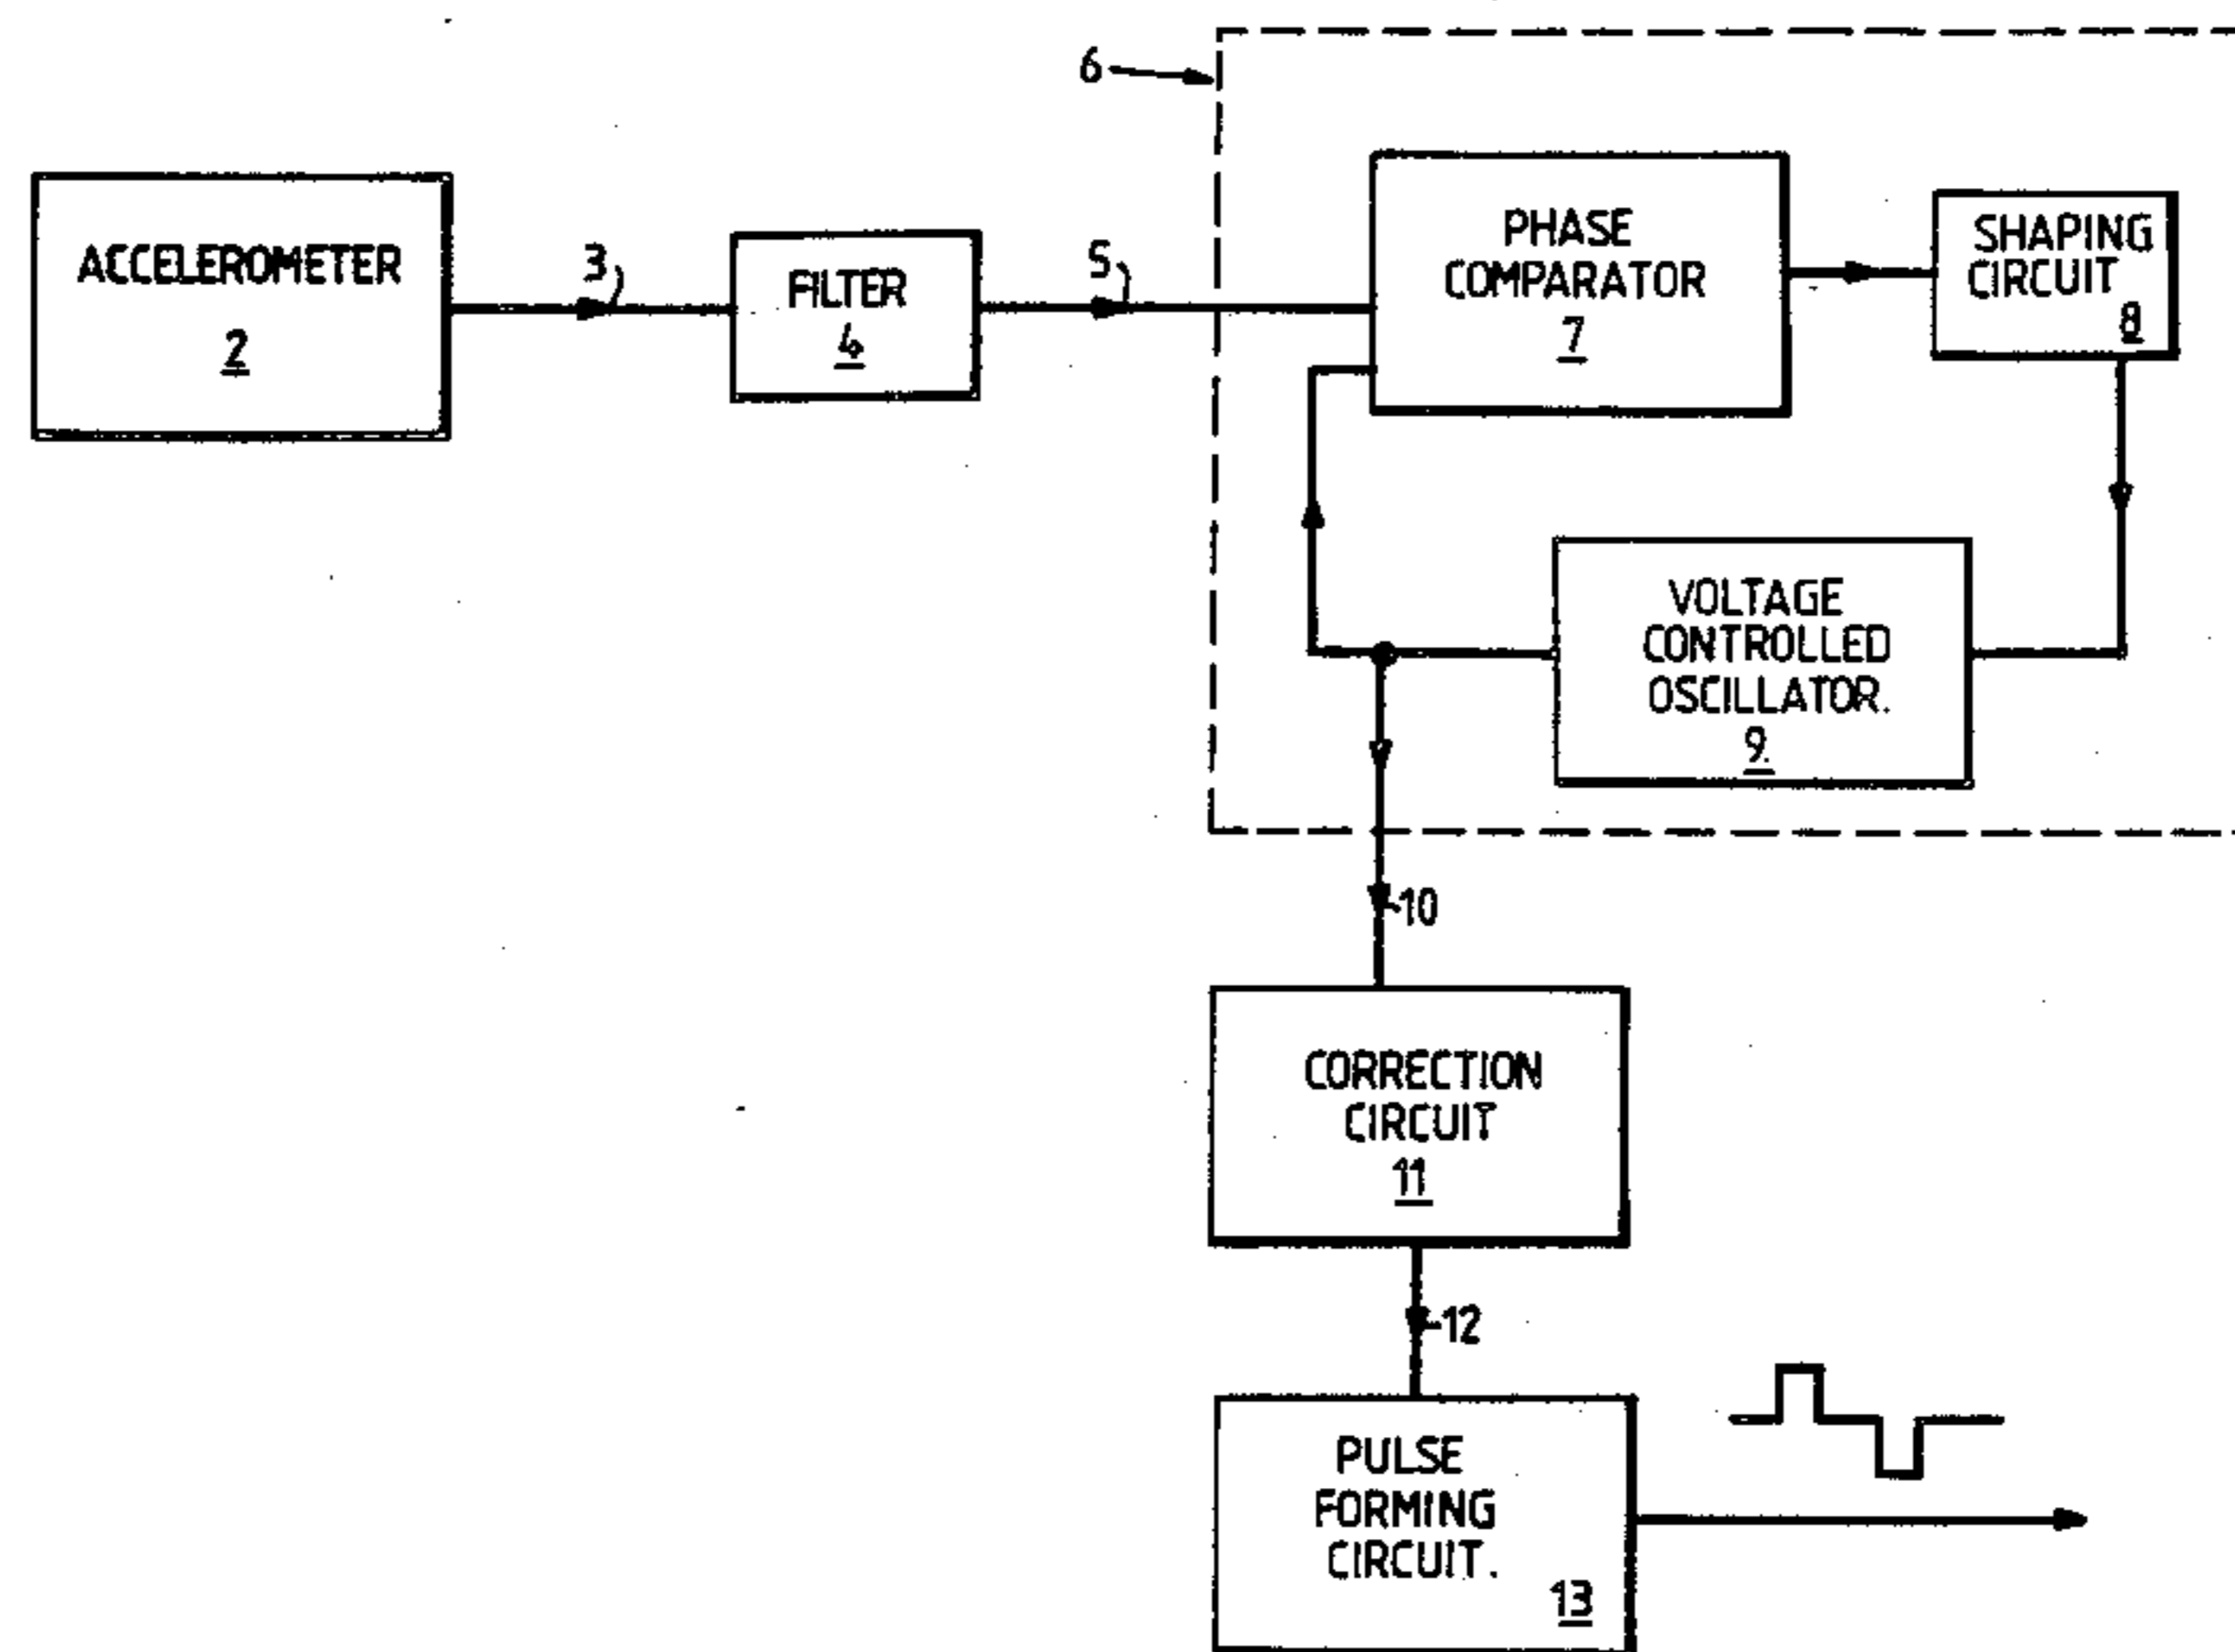 6
ACCELEROMETER
2
3
FILTER
4
5
PHASE
COMPARATOR
7
SHAPING
CIRCUIT
8
VOLTAGE
CONTROLLED
OSCILLATOR.
9.
10
CORRECTION
CIRCUIT
11
12
PULSE
FORMING
CIRCUIT.
13